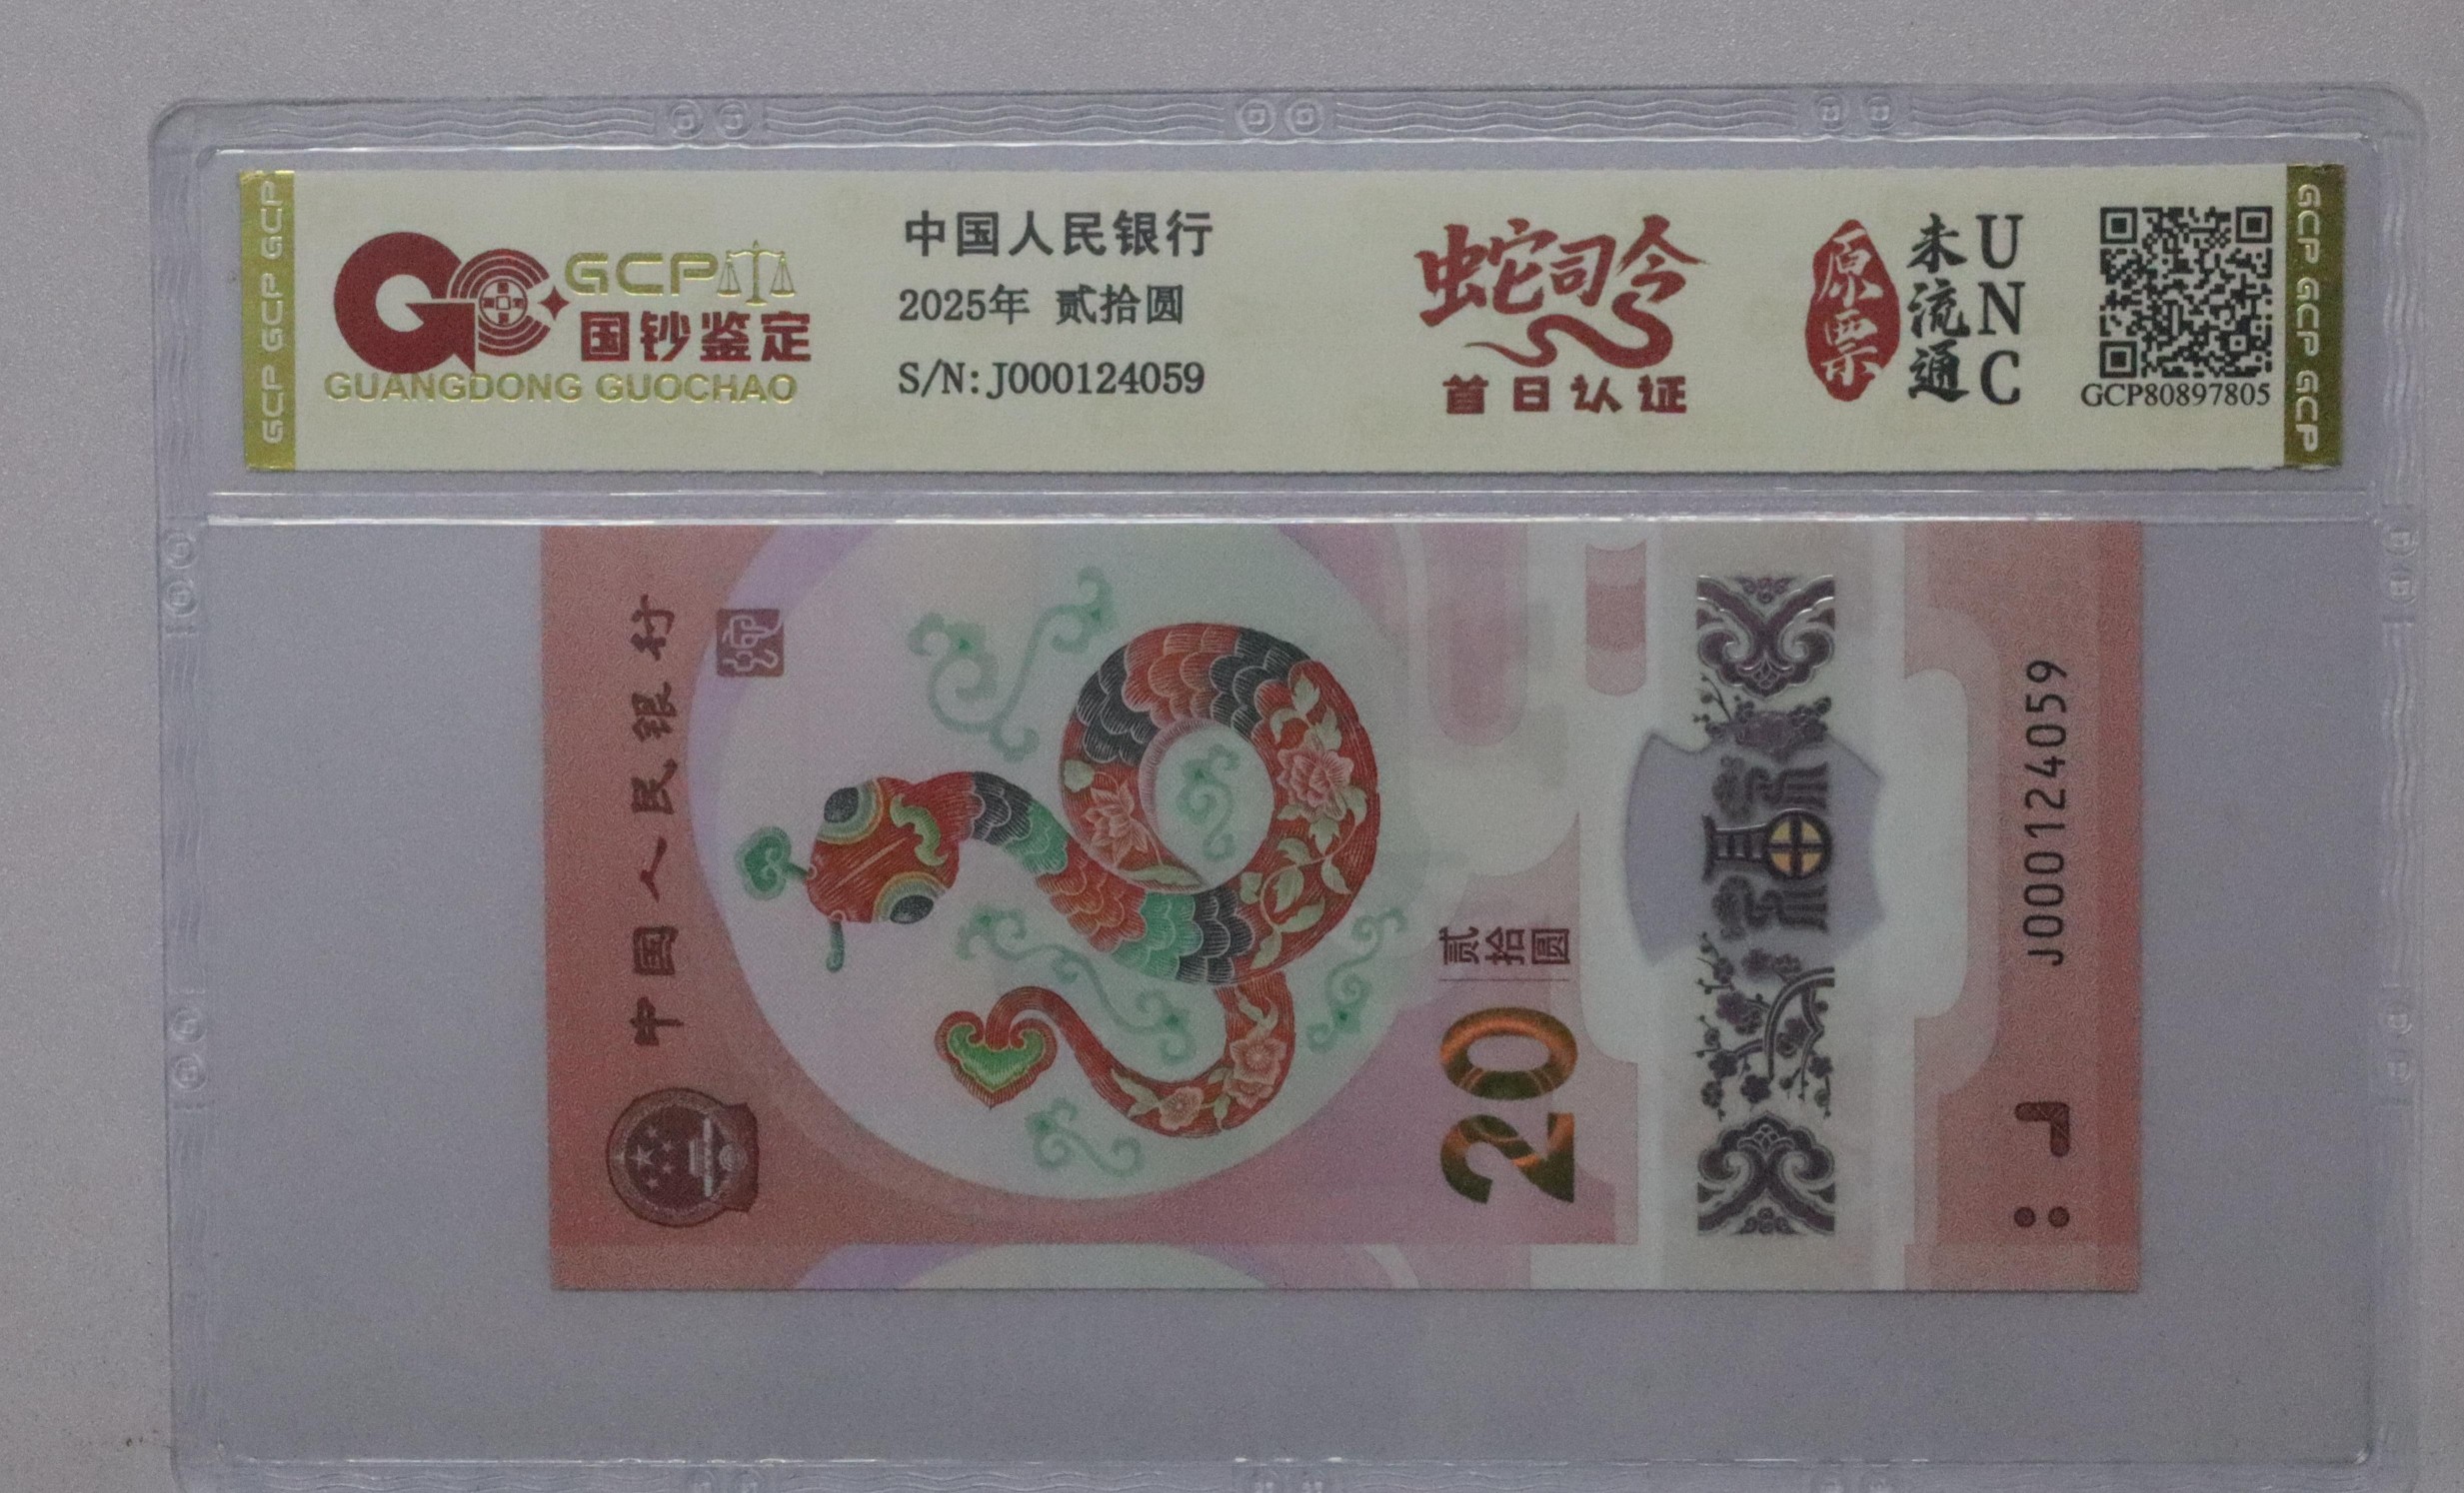 GCP GCP GCP
GCP
国钞鉴定
GUANGDONG GUOCHAO
中国人民银行
2025年 贰拾圆
S/N: J000124059
蛇司令
首日认证
原票
未流通
UNC
GCP80897805
GCP GCP GCP
中国人民银行
20
贰拾圆
福
J000124059